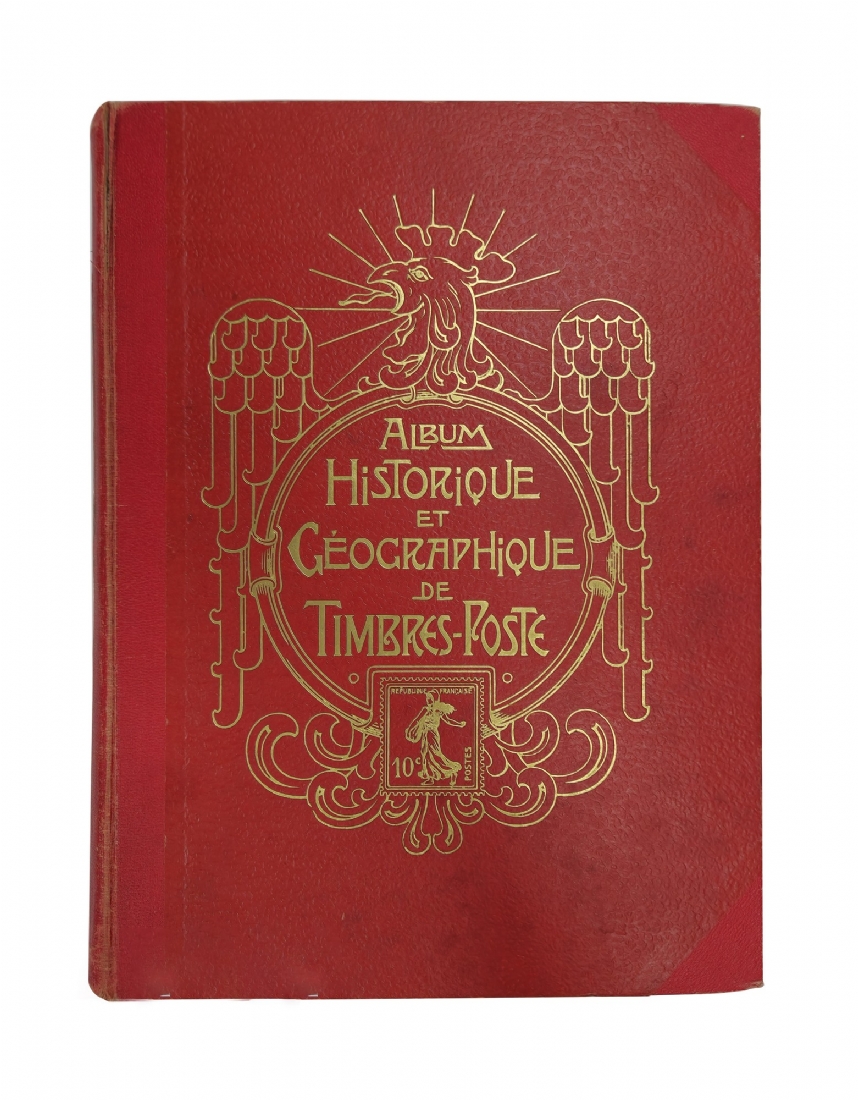 ALBUM
HISTORIQUE
ET
GÉOGRAPHIQUE
DE
TIMBRES-POSTE
RÉPUBLIQUE FRANÇAISE
10c
POSTES